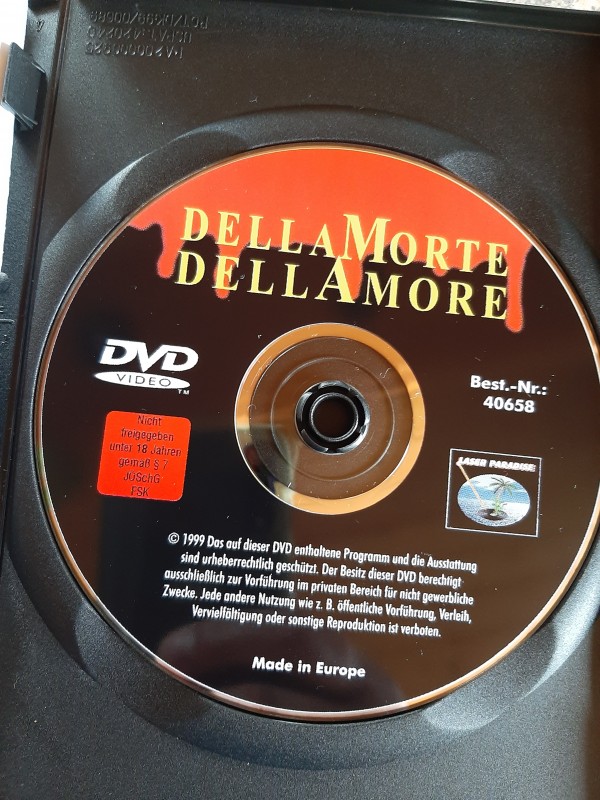 DELLAMORTE
DELLAMORE
DVD
VIDEO
TM
Best.-Nr.:
40658
Nicht
freigegeben
unter 18 Jahren
gemäß § 7
JÖSchG
FSK
LASER PARADISE
© 1999 Das auf dieser DVD enthaltene Programm und die Ausstattung
sind urheberrechtlich geschützt. Der Besitz dieser DVD berechtigt
ausschließlich zur Vorführung im privaten Bereich für nicht gewerbliche
Zwecke. Jede andere Nutzung wie z. B. öffentliche Vorführung, Verleih,
Vervielfältigung oder sonstige Reproduktion ist verboten.
Made in Europe